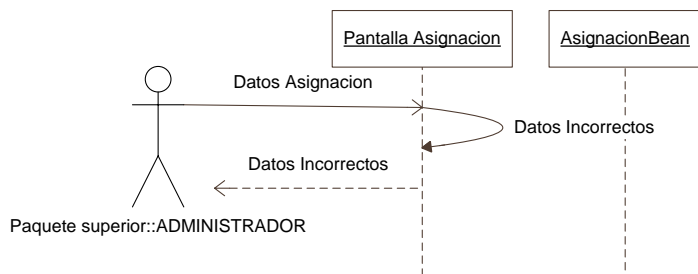 Pantalla Asignacion
AsignacionBean
Datos Asignacion
Datos Incorrectos
Datos Incorrectos
Paquete superior::ADMINISTRADOR